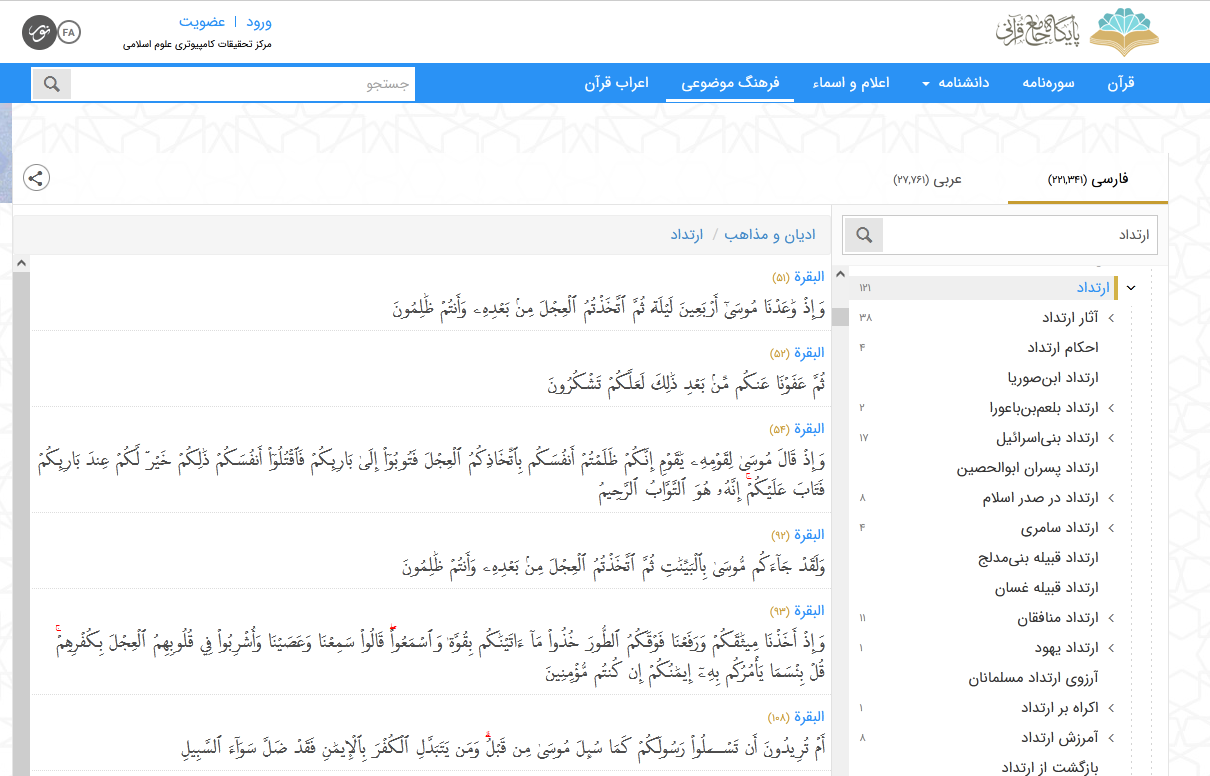 پایگاه جامع قرآنی
ورود | عضویت
مرکز تحقیقات کامپیوتری علوم اسلامی
FA
نور
قرآن
سوره‌نامه
دانشنامه
اعلام و اسماء
فرهنگ موضوعی
اعراب قرآن
جستجو
فارسی (۲۲۱,۳۴۱)
عربی (۲۷,۷۶۱)
ارتداد
ارتداد ۱۲۱
آثار ارتداد ۳۸
احکام ارتداد ۴
ارتداد ابن‌صوریا
ارتداد بلعم‌بن‌باعورا ۲
ارتداد بنی‌اسرائیل ۱۷
ارتداد پسران ابوالحصین
ارتداد در صدر اسلام ۸
ارتداد سامری ۴
ارتداد قبیله بنی‌مدلج
ارتداد قبیله غسان
ارتداد منافقان ۱۱
ارتداد یهود ۱
آرزوی ارتداد مسلمانان
اکراه بر ارتداد ۱
آمرزش ارتداد ۸
بازگشت از ارتداد
ادیان و مذاهب / ارتداد
البقرة (۵۱)
وَإِذْ وَٰعَدْنَا مُوسَىٰٓ أَرْبَعِينَ لَيْلَةً ثُمَّ ٱتَّخَذْتُمُ ٱلْعِجْلَ مِنۢ بَعْدِهِۦ وَأَنتُمْ ظَٰلِمُونَ
البقرة (۵۲)
ثُمَّ عَفَوْنَا عَنكُم مِّنۢ بَعْدِ ذَٰلِكَ لَعَلَّكُمْ تَشْكُرُونَ
البقرة (۵۴)
وَإِذْ قَالَ مُوسَىٰ لِقَوْمِهِۦ يَٰقَوْمِ إِنَّكُمْ ظَلَمْتُمْ أَنفُسَكُم بِٱتِّخَاذِكُمُ ٱلْعِجْلَ فَتُوبُوٓا۟ إِلَىٰ بَارِئِكُمْ فَٱقْتُلُوٓا۟ أَنفُسَكُمْ ذَٰلِكُمْ خَيْرٌ لَّكُمْ عِندَ بَارِئِكُمْ
فَتَابَ عَلَيْكُمْ ۚ إِنَّهُۥ هُوَ ٱلتَّوَّابُ ٱلرَّحِيمُ
البقرة (۹۲)
وَلَقَدْ جَآءَكُم مُّوسَىٰ بِٱلْبَيِّنَٰتِ ثُمَّ ٱتَّخَذْتُمُ ٱلْعِجْلَ مِنۢ بَعْدِهِۦ وَأَنتُمْ ظَٰلِمُونَ
البقرة (۹۳)
وَإِذْ أَخَذْنَا مِيثَٰقَكُمْ وَرَفَعْنَا فَوْقَكُمُ ٱلطُّورَ خُذُوا۟ مَآ ءَاتَيْنَٰكُم بِقُوَّةٍ وَٱسْمَعُوا۟ ۖ قَالُوا۟ سَمِعْنَا وَعَصَيْنَا وَأُشْرِبُوا۟ فِي قُلُوبِهِمُ ٱلْعِجْلَ بِكُفْرِهِمْ ۚ
قُلْ بِئْسَمَا يَأْمُرُكُم بِهِۦٓ إِيمَٰنُكُمْ إِن كُنتُم مُّؤْمِنِينَ
البقرة (۱۰۸)
أَمْ تُرِيدُونَ أَن تَسْـَٔلُوا۟ رَسُولَكُمْ كَمَا سُئِلَ مُوسَىٰ مِن قَبْلُ ۗ وَمَن يَتَبَدَّلِ ٱلْكُفْرَ بِٱلْإِيمَٰنِ فَقَدْ ضَلَّ سَوَآءَ ٱلسَّبِيلِ